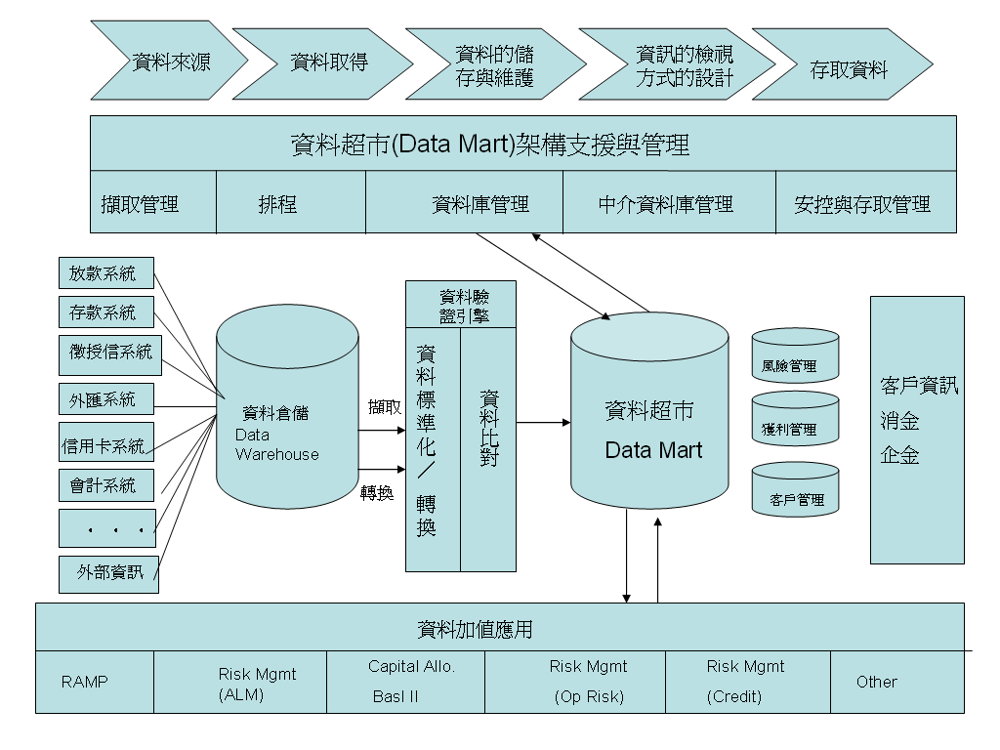 資料來源
資料取得
資料的儲
存與維護
資訊的檢視
方式的設計
存取資料
資料超市(Data Mart)架構支援與管理
擷取管理
排程
資料庫管理
中介資料庫管理
安控與存取管理
放款系統
存款系統
徵授信系統
外匯系統
信用卡系統
會計系統
・・・
外部資訊
資料倉儲
Data
Warehouse
擷取
轉換
資料驗
證引擎
資料標準化／轉換
資料比對
資料超市
Data Mart
風險管理
獲利管理
客戶管理
客戶資訊
消金
企金
資料加值應用
RAMP
Risk Mgmt
(ALM)
Capital Allo.
Basl II
Risk Mgmt
(Op Risk)
Risk Mgmt
(Credit)
Other